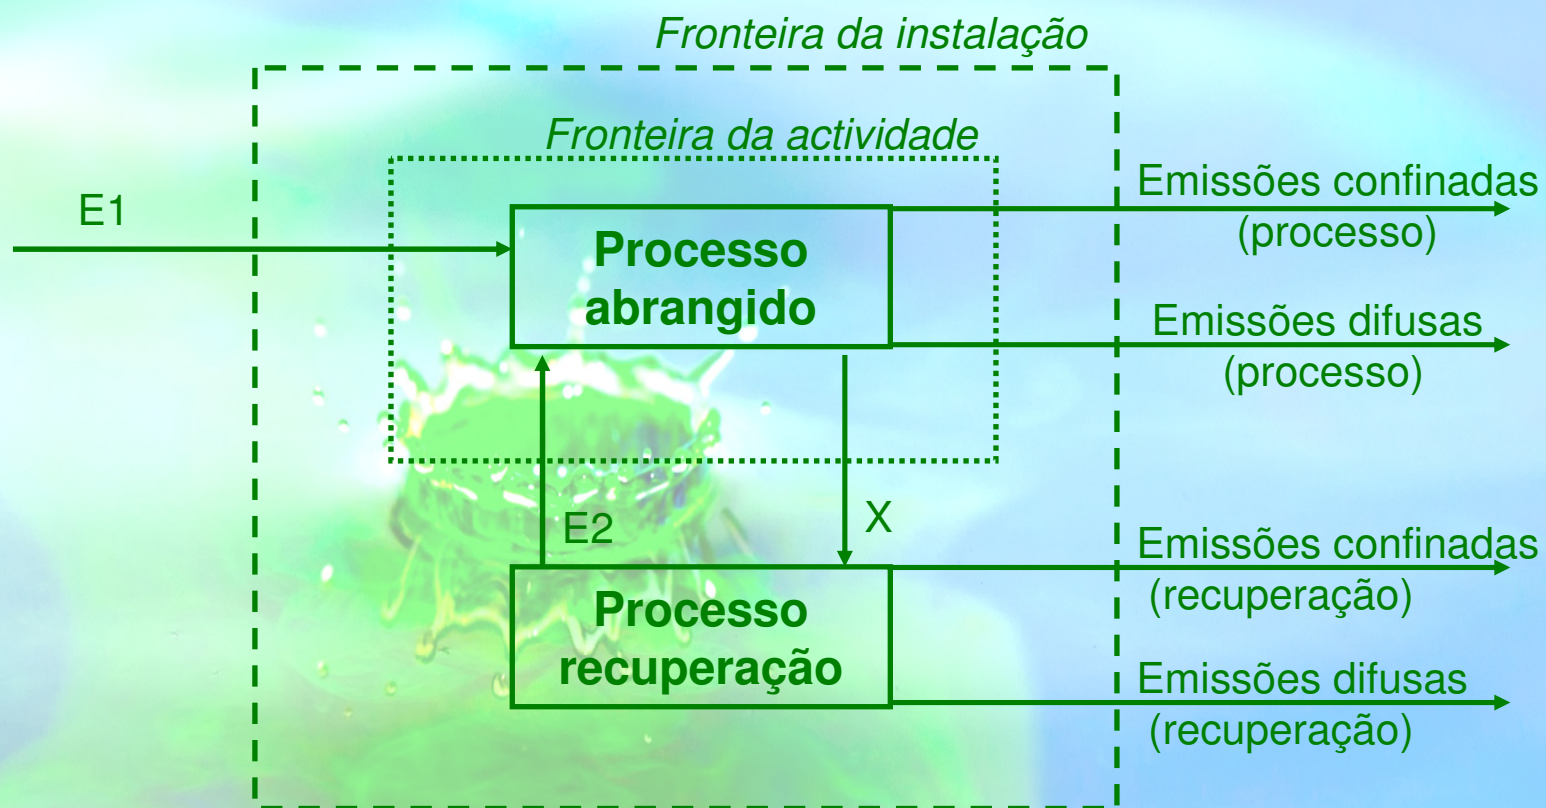 Fronteira da instalação
Fronteira da actividade
E1
Processo
abrangido
Emissões confinadas
(processo)
Emissões difusas
(processo)
E2
X
Processo
recuperação
Emissões confinadas
(recuperação)
Emissões difusas
(recuperação)